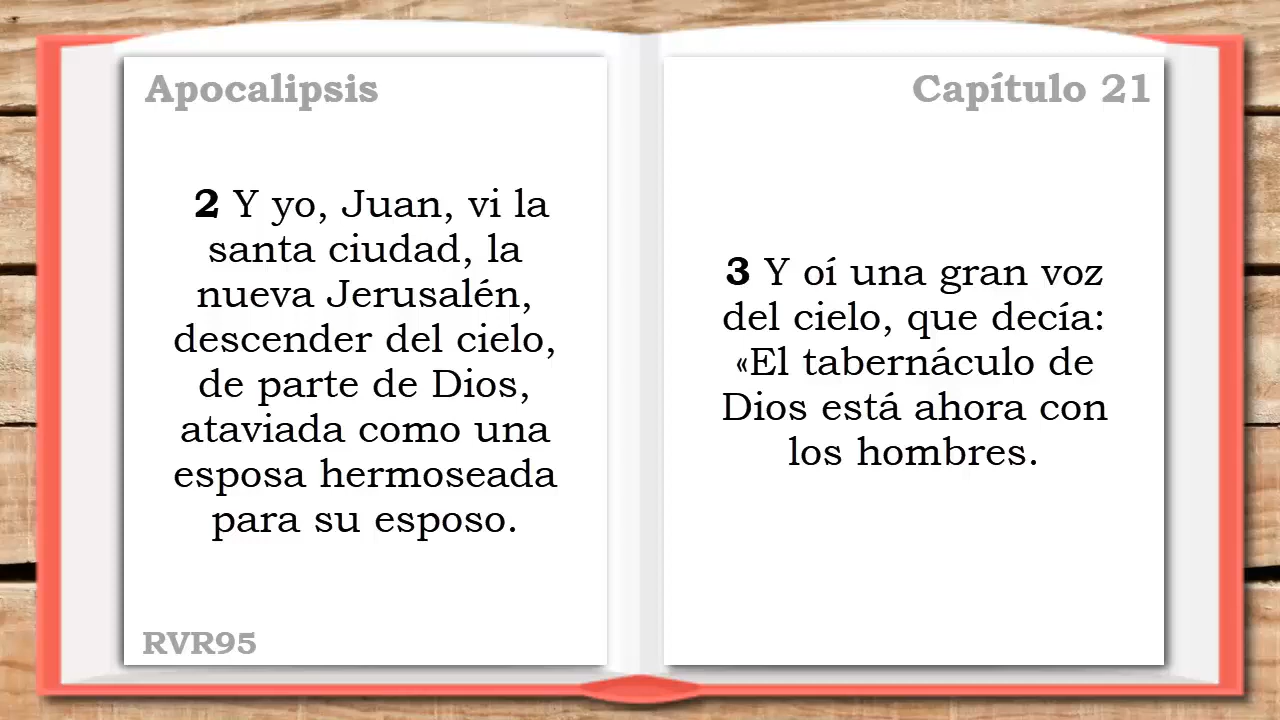 Apocalipsis
2 Y yo, Juan, vi la
santa ciudad, la
nueva Jerusalén,
descender del cielo,
de parte de Dios,
ataviada como una
esposa hermoseada
para su esposo.
RVR95
Capítulo 21
3 Y oí una gran voz
del cielo, que decía:
«El tabernáculo de
Dios está ahora con
los hombres.